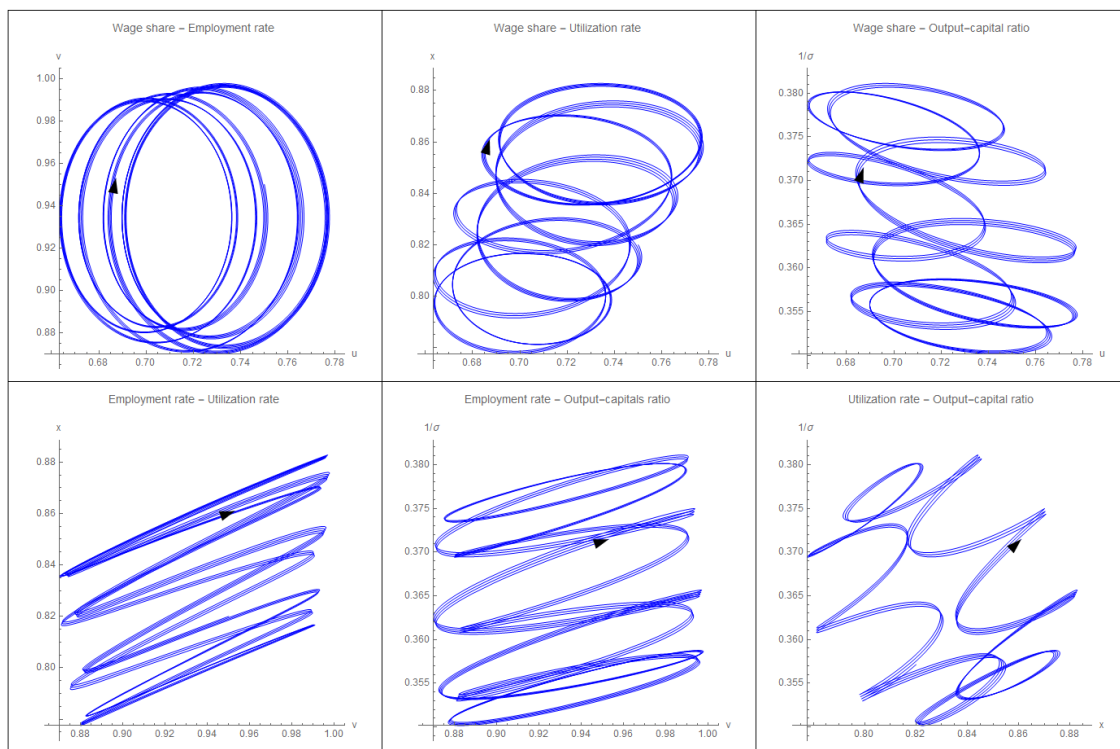 Wage share – Employment rate
v
1.00
0.98
0.96
0.94
0.92
0.90
0.88
0.68 0.70 0.72 0.74 0.76 0.78
u
Wage share – Utilization rate
x
0.88
0.86
0.84
0.82
0.80
0.68 0.70 0.72 0.74 0.76 0.78
u
Wage share – Output–capital ratio
1/σ
0.380
0.375
0.370
0.365
0.361
0.355
0.68 0.70 0.72 0.74 0.76 0.78
u
Employment rate – Utilization rate
x
0.88
0.86
0.84
0.82
0.80
0.88 0.90 0.92 0.94 0.96 0.98 1.00
v
Employment rate – Output–capitals ratio
1/σ
0.380
0.375
0.370
0.365
0.360
0.355
0.88 0.90 0.92 0.94 0.96 0.98 1.00
v
Utilization rate – Output–capital ratio
1/σ
0.380
0.375
0.370
0.365
0.360
0.355
0.80 0.82 0.84 0.86 0.88
x